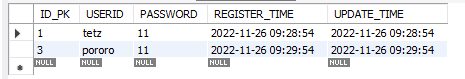 ID_PK USERID PASSWORD REGISTER_TIME UPDATE_TIME
1 tetz 11 2022-11-26 09:28:54 2022-11-26 09:28:54
3 pororo 11 2022-11-26 09:29:54 2022-11-26 09:29:54
NULL NULL NULL NULL NULL